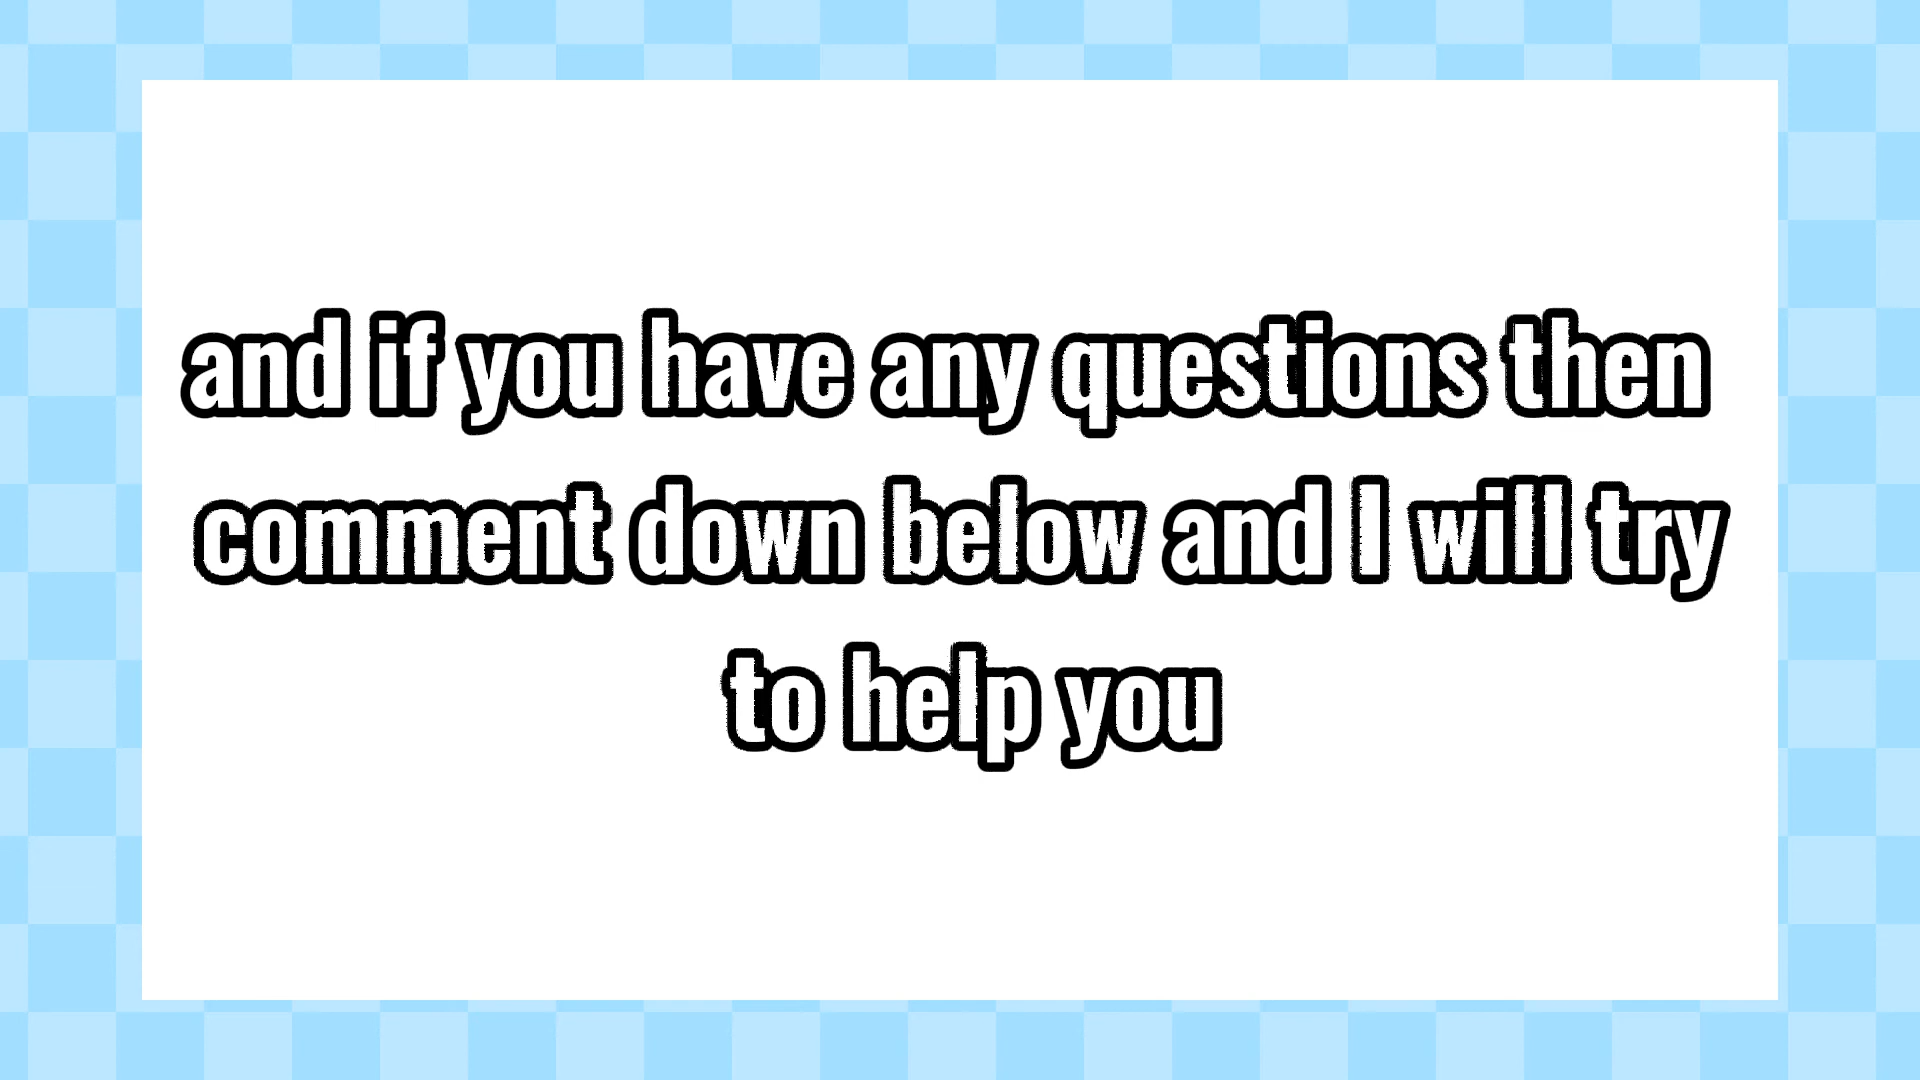 and if you have any questions then
comment down below and I will try
to help you